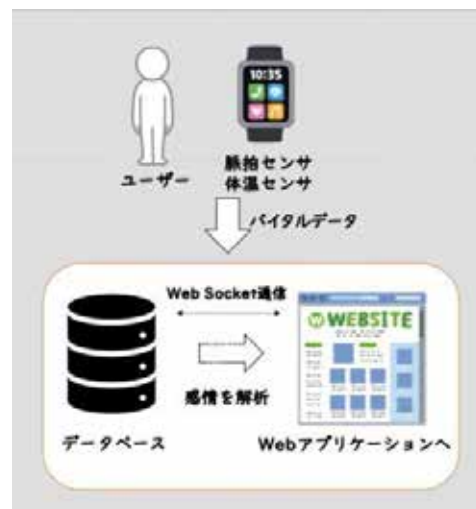 10:35
ユーザー
脈拍センサ
体温センサ
バイタルデータ
Web Socket通信
WEBSITE
感情を解析
データベース
Webアプリケーションへ